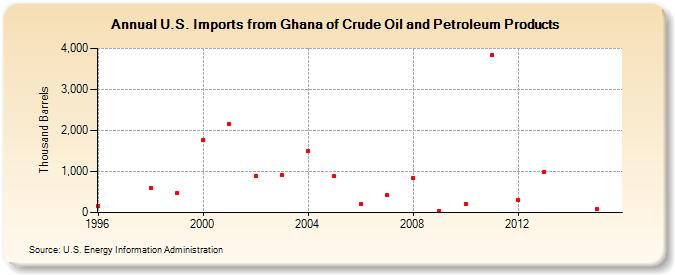 Annual U.S. Imports from Ghana of Crude Oil and Petroleum Products
Thousand Barrels
4,000
3,000
2,000
1,000
0
1996 2000 2004 2008 2012
Source: U.S. Energy Information Administration